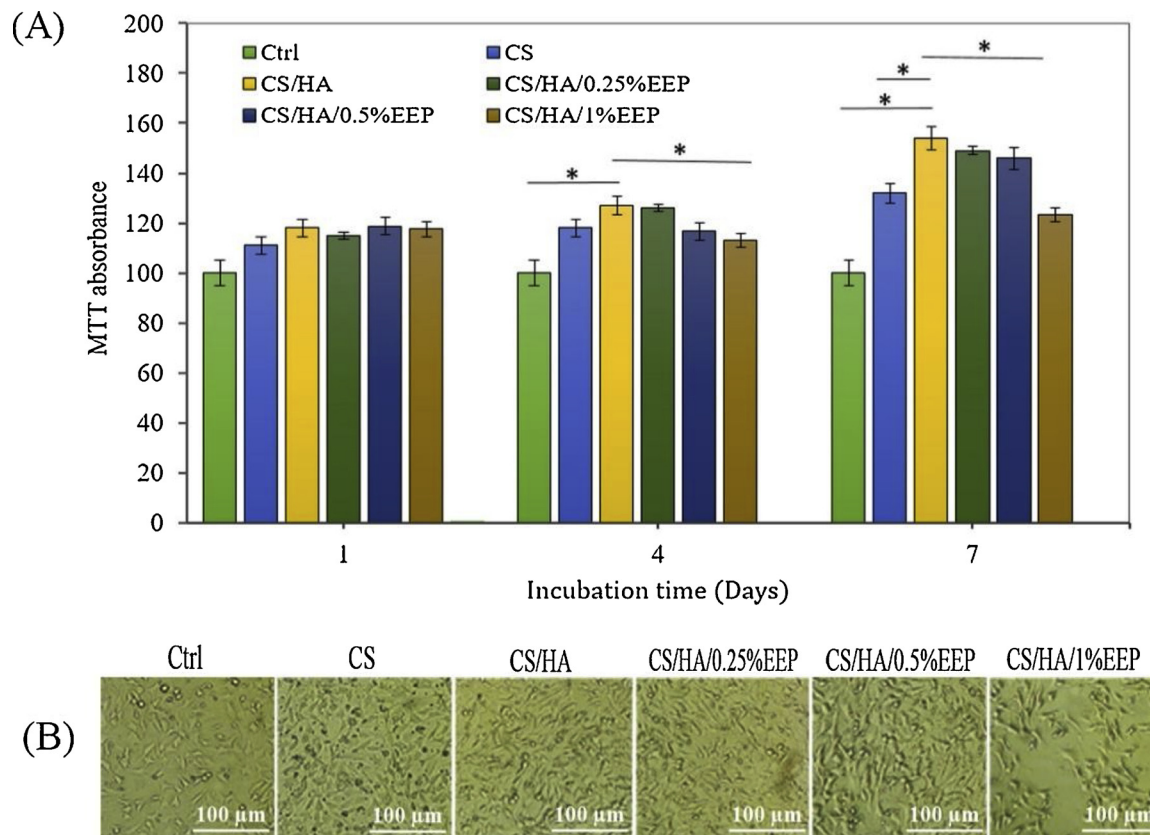 (A)
200
180
160
140
120
100
80
60
40
20
0
MTT absorbance
Ctrl
CS
CS/HA
CS/HA/0.25%EEP
CS/HA/0.5%EEP
CS/HA/1%EEP
*
*
*
*
*
1
4
7
Incubation time (Days)
(B)
Ctrl
CS
CS/HA
CS/HA/0.25%EEP
CS/HA/0.5%EEP
CS/HA/1%EEP
100 µm
100 µm
100 µm
100 µm
100 µm
100 µm